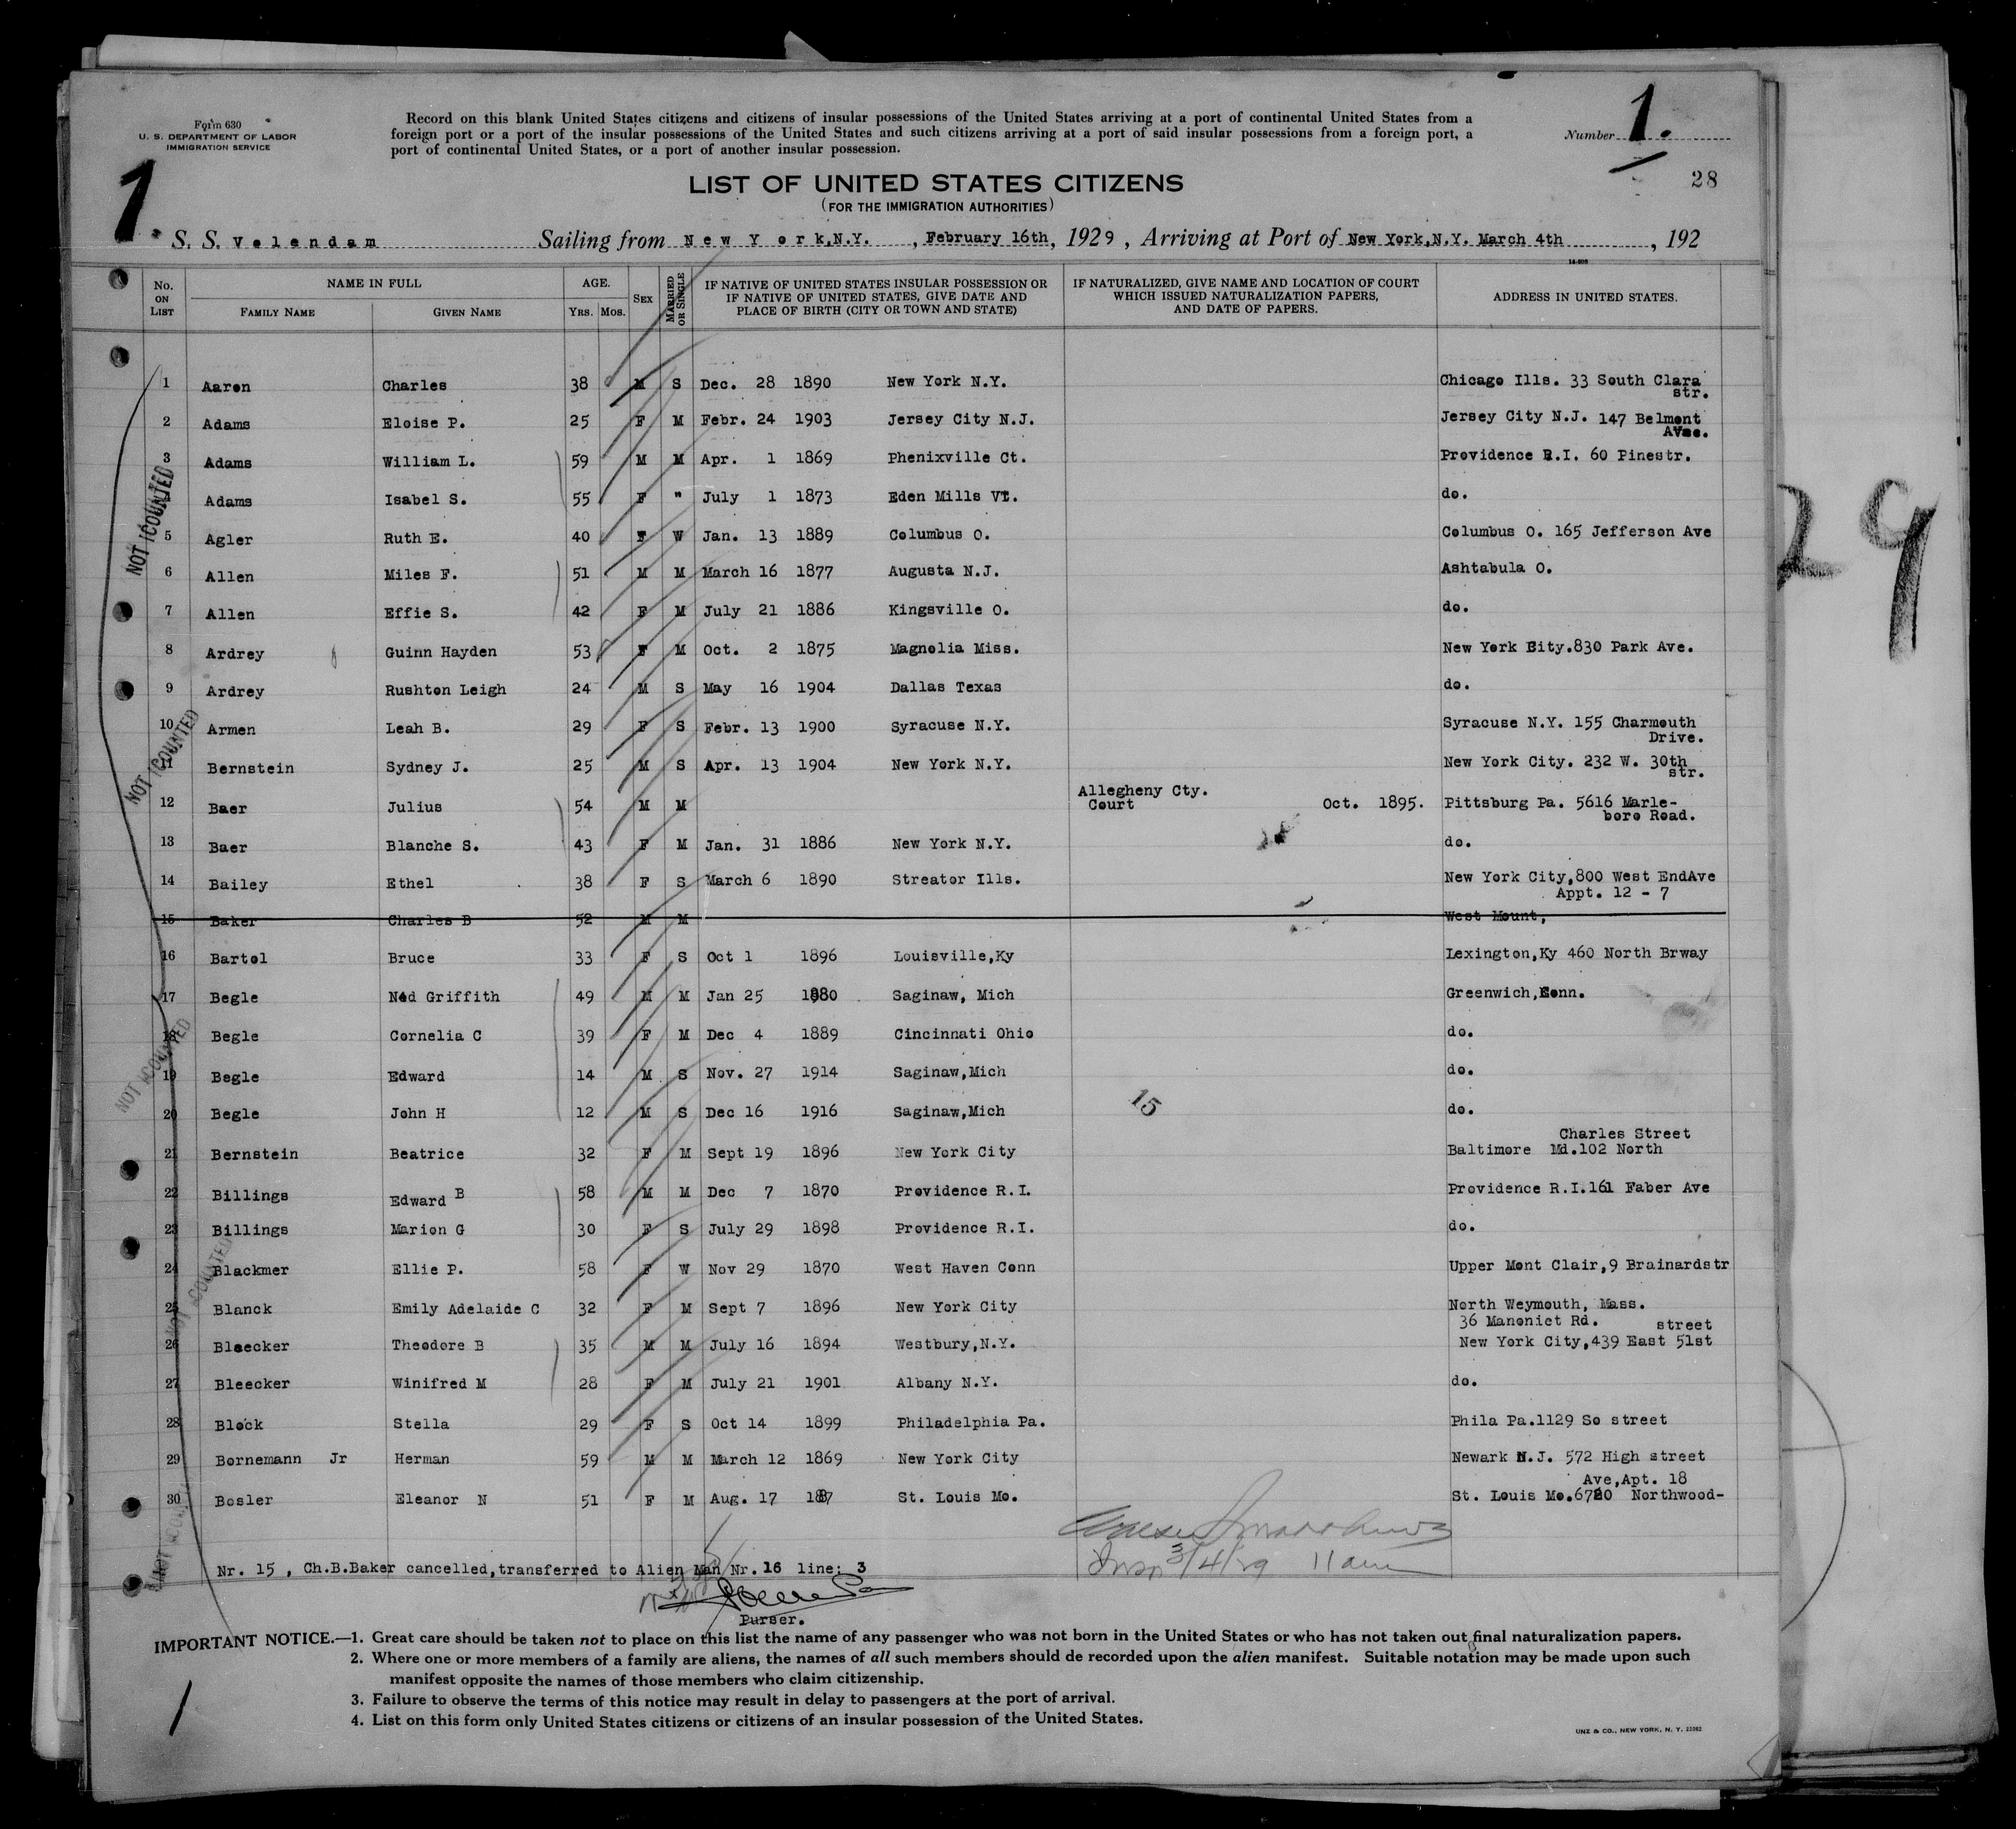 Form 630
U. S. DEPARTMENT OF LABOR
IMMIGRATION SERVICE
Record on this blank United States citizens and citizens of insular possessions of the United States arriving at a port of continental United States from a
foreign port or a port of the insular possessions of the United States and such citizens arriving at a port of said insular possessions from a foreign port, a
port of continental United States, or a port of another insular possession.
Number 1.
28
1.
LIST OF UNITED STATES CITIZENS
(FOR THE IMMIGRATION AUTHORITIES)
S. S. Volendam Sailing from New York,N.Y. , February 16th, 1929 , Arriving at Port of New York,N.Y. March 4th , 192
No. ON LIST NAME IN FULL FAMILY NAME GIVEN NAME AGE. YRS. MOS. SEX MARRIED OR SINGLE IF NATIVE OF UNITED STATES INSULAR POSSESSION OR IF NATIVE OF UNITED STATES, GIVE DATE AND PLACE OF BIRTH (CITY OR TOWN AND STATE) IF NATURALIZED, GIVE NAME AND LOCATION OF COURT WHICH ISSUED NATURALIZATION PAPERS, AND DATE OF PAPERS. ADDRESS IN UNITED STATES.
1 Aaron Charles 38 M S Dec. 28 1890 New York N.Y. Chicago Ills. 33 South Clara
str.
2 Adams Eloise P. 25 F M Febr. 24 1903 Jersey City N.J. Jersey City N.J. 147 Belmont
Ave.
3 Adams William L. 59 M M Apr. 1 1869 Phenixville Ct. Providence R.I. 60 Pinestr.
4 Adams Isabel S. 55 F " July 1 1873 Eden Mills Vt. do.
5 Agler Ruth E. 40 F W Jan. 13 1889 Columbus O. Columbus O. 165 Jefferson Ave
6 Allen Miles F. 51 M M March 16 1877 Augusta N.J. Ashtabula O.
7 Allen Effie S. 42 F M July 21 1886 Kingsville O. do.
8 Ardrey Guinn Hayden 53 F M Oct. 2 1875 Magnolia Miss. New York City.830 Park Ave.
9 Ardrey Rushton Leigh 24 M S May 16 1904 Dallas Texas do.
10 Armen Leah B. 29 F S Febr. 13 1900 Syracuse N.Y. Syracuse N.Y. 155 Charmouth
Drive.
11 Bernstein Sydney J. 25 M S Apr. 13 1904 New York N.Y. New York City. 232 W. 30th
str.
12 Baer Julius 54 M M Allegheny Cty. Court Oct. 1895. Pittsburg Pa. 5616 Marle-
boro Road.
13 Baer Blanche S. 43 F M Jan. 31 1886 New York N.Y. do.
14 Bailey Ethel 38 F S March 6 1890 Streator Ills. New York City,800 West EndAve
Appt. 12 - 7
15 Baker Charles B 52 M M West Mount,
16 Bartol Bruce 33 F S Oct 1 1896 Louisville,Ky Lexington,Ky 460 North Brway
17 Begle Ned Griffith 49 M M Jan 25 1880 Saginaw, Mich Greenwich,Conn.
18 Begle Cornelia C 39 F M Dec 4 1889 Cincinnati Ohio do.
19 Begle Edward 14 M S Nov. 27 1914 Saginaw,Mich do.
20 Begle John H 12 M S Dec 16 1916 Saginaw,Mich do.
15
Charles Street
21 Bernstein Beatrice 32 F M Sept 19 1896 New York City Baltimore Md.102 North
22 Billings Edward B 58 M M Dec 7 1870 Providence R.I. Providence R.I.161 Faber Ave
23 Billings Marion G 30 F S July 29 1898 Providence R.I. do.
24 Blackmer Ellie P. 58 F W Nov 29 1870 West Haven Conn Upper Mont Clair,9 Brainardstr
25 Blanck Emily Adelaide C 32 F M Sept 7 1896 New York City North Weymouth, Mass.
36 Manoniet Rd.
street
26 Bleecker Theodore B 35 M M July 16 1894 Westbury,N.Y. New York City,439 East 51st
27 Bleecker Winifred M 28 F M July 21 1901 Albany N.Y. do.
28 Block Stella 29 F S Oct 14 1899 Philadelphia Pa. Phila Pa.1129 So street
29 Bornemann Jr Herman 59 M M March 12 1869 New York City Newark N.J. 572 High street
Ave,Apt. 18
30 Bosler Eleanor N 51 F M Aug. 17 St. Louis Mo. St. Louis Mo. Northwood-
NOT COUNTED
NOT COUNTED
NOT COUNTED
NOT COUNTED
Nr. 15 , Ch.B.Baker cancelled,transferred to Alien Man Nr. 16 line: 3
3/4/29 11am
Purser.
IMPORTANT NOTICE.—1. Great care should be taken not to place on this list the name of any passenger who was not born in the United States or who has not taken out final naturalization papers.
2. Where one or more members of a family are aliens, the names of all such members should de recorded upon the alien manifest. Suitable notation may be made upon such
manifest opposite the names of those members who claim citizenship.
3. Failure to observe the terms of this notice may result in delay to passengers at the port of arrival.
4. List on this form only United States citizens or citizens of an insular possession of the United States.
UNZ & CO., NEW YORK, N. Y. 22062
29